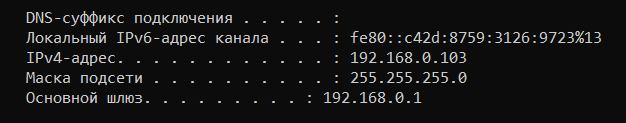 DNS-суффикс подключения . . . . . :
Локальный IPv6-адрес канала . . . : fe80::c42d:8759:3126:9723%13
IPv4-адрес. . . . . . . . . . . . : 192.168.0.103
Маска подсети . . . . . . . . . . : 255.255.255.0
Основной шлюз. . . . . . . . . : 192.168.0.1